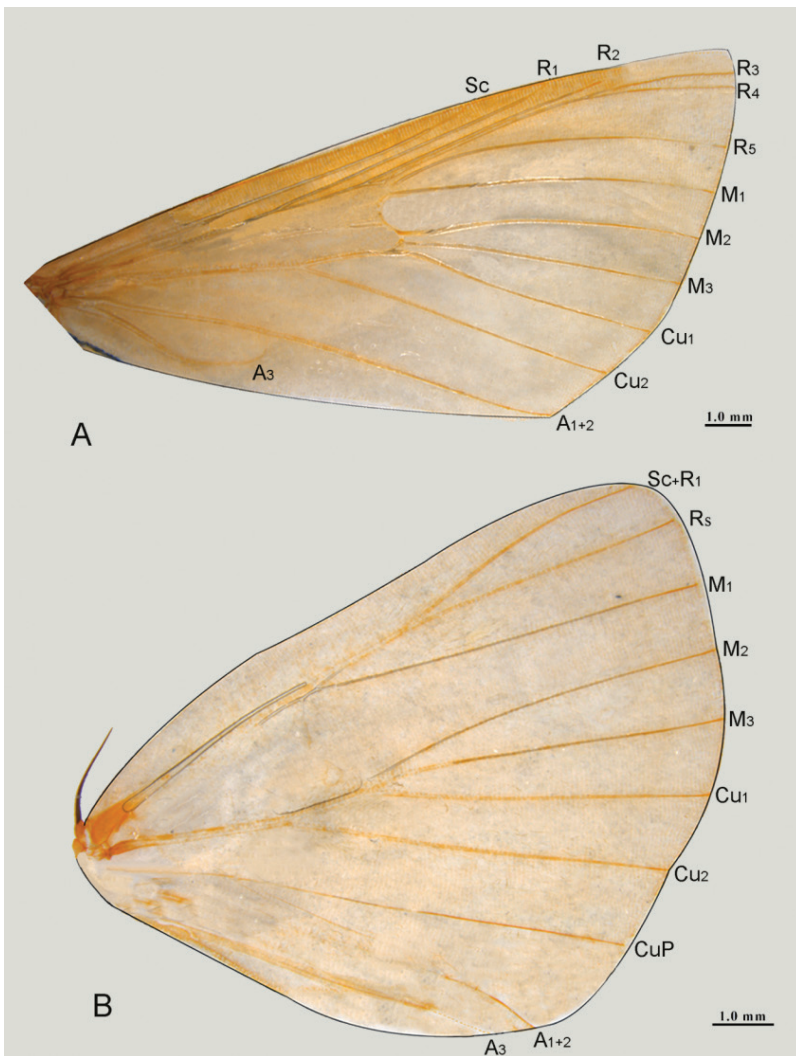 Sc
R1
R2
R3
R4
R5
M1
M2
M3
Cu1
Cu2
A1+2
A3
A
1.0 mm
Sc+R1
Rs
M1
M2
M3
Cu1
Cu2
CuP
A1+2
A3
B
1.0 mm